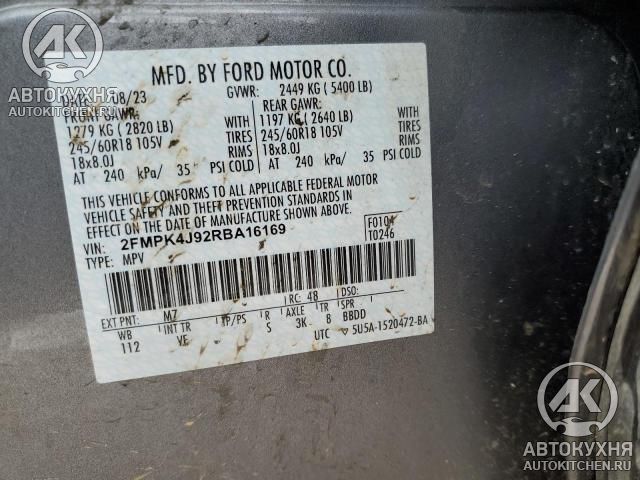 АК
АВТОКУХНЯ
AUTOKITCHEN.RU
MFD. BY FORD MOTOR CO.
DATE: 08/23 GVWR: 2449 KG ( 5400 LB)
FRONT GAWR: REAR GAWR:
1279 KG ( 2820 LB) WITH 1197 KG ( 2640 LB) WITH
245/60R18 105V TIRES 245/60R18 105V TIRES
18x8.0J RIMS 18x8.0J RIMS
AT 240 kPa/ 35 PSI COLD AT 240 kPa/ 35 PSI COLD
THIS VEHICLE CONFORMS TO ALL APPLICABLE FEDERAL MOTOR
VEHICLE SAFETY AND THEFT PREVENTION STANDARDS IN
EFFECT ON THE DATE OF MANUFACTURE SHOWN ABOVE.
VIN: 2FMPK4J92RBA16169 F0104
TYPE: MPV T0246
EXT PNT: M7 RC: 48 DSO:
WB INT TR TP/PS R AXLE TR SPR
112 VE S 3K 8 BBDD
UTC 5U5A-1520472-BA
АК
АВТОКУХНЯ
AUTOKITCHEN.RU